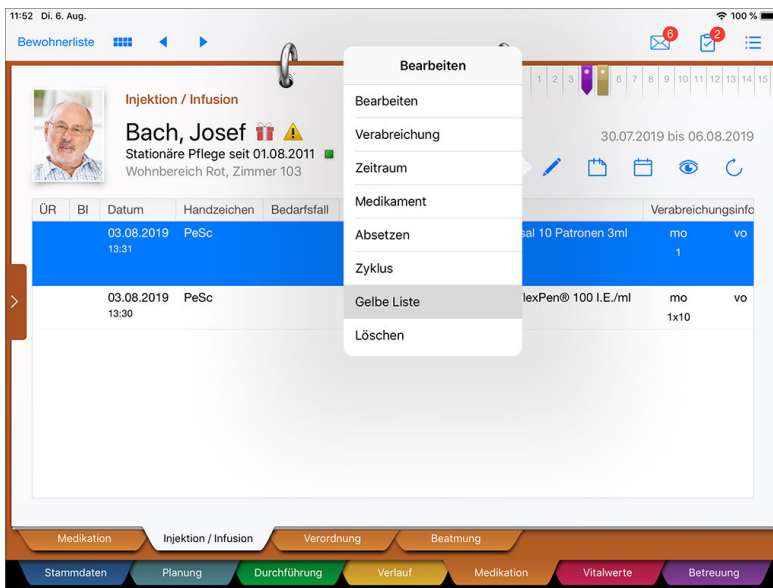 11:52 Di. 6. Aug. 100 %
Bewohnerliste 6 2
1 2 3 6 7 8 9 10 11 12 13 14 15
Injektion / Infusion
Bach, Josef
Stationäre Pflege seit 01.08.2011
Wohnbereich Rot, Zimmer 103
30.07.2019 bis 06.08.2019
Bearbeiten
Bearbeiten
Verabreichung
Zeitraum
Medikament
Absetzen
Zyklus
Gelbe Liste
Löschen
ÜR BI Datum Handzeichen Bedarfsfall Verabreichungsinfo
03.08.2019 PeSc sal 10 Patronen 3ml mo vo
13:31 1
03.08.2019 PeSc lexPen® 100 I.E./ml mo vo
13:30 1x10
Medikation Injektion / Infusion Verordnung Beatmung
Stammdaten Planung Durchführung Verlauf Medikation Vitalwerte Betreuung